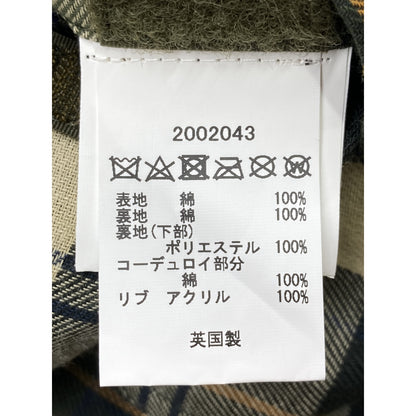 2002043
表地 綿 100%
裏地 綿 100%
裏地(下部)
ポリエステル 100%
コーデュロイ部分
綿 100%
リブ アクリル 100%
英国製